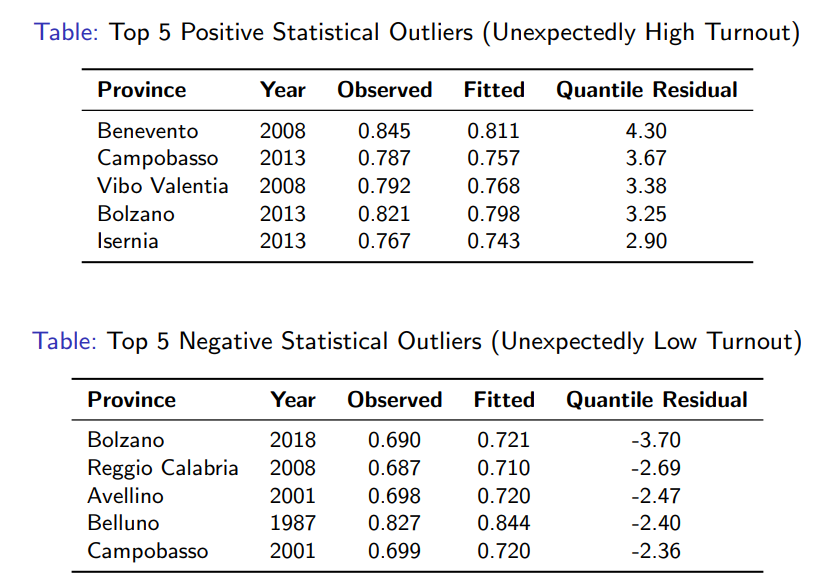 Table: Top 5 Positive Statistical Outliers (Unexpectedly High Turnout)
Province Year Observed Fitted Quantile Residual
Benevento 2008 0.845 0.811 4.30
Campobasso 2013 0.787 0.757 3.67
Vibo Valentia 2008 0.792 0.768 3.38
Bolzano 2013 0.821 0.798 3.25
Isernia 2013 0.767 0.743 2.90
Table: Top 5 Negative Statistical Outliers (Unexpectedly Low Turnout)
Province Year Observed Fitted Quantile Residual
Bolzano 2018 0.690 0.721 -3.70
Reggio Calabria 2008 0.687 0.710 -2.69
Avellino 2001 0.698 0.720 -2.47
Belluno 1987 0.827 0.844 -2.40
Campobasso 2001 0.699 0.720 -2.36